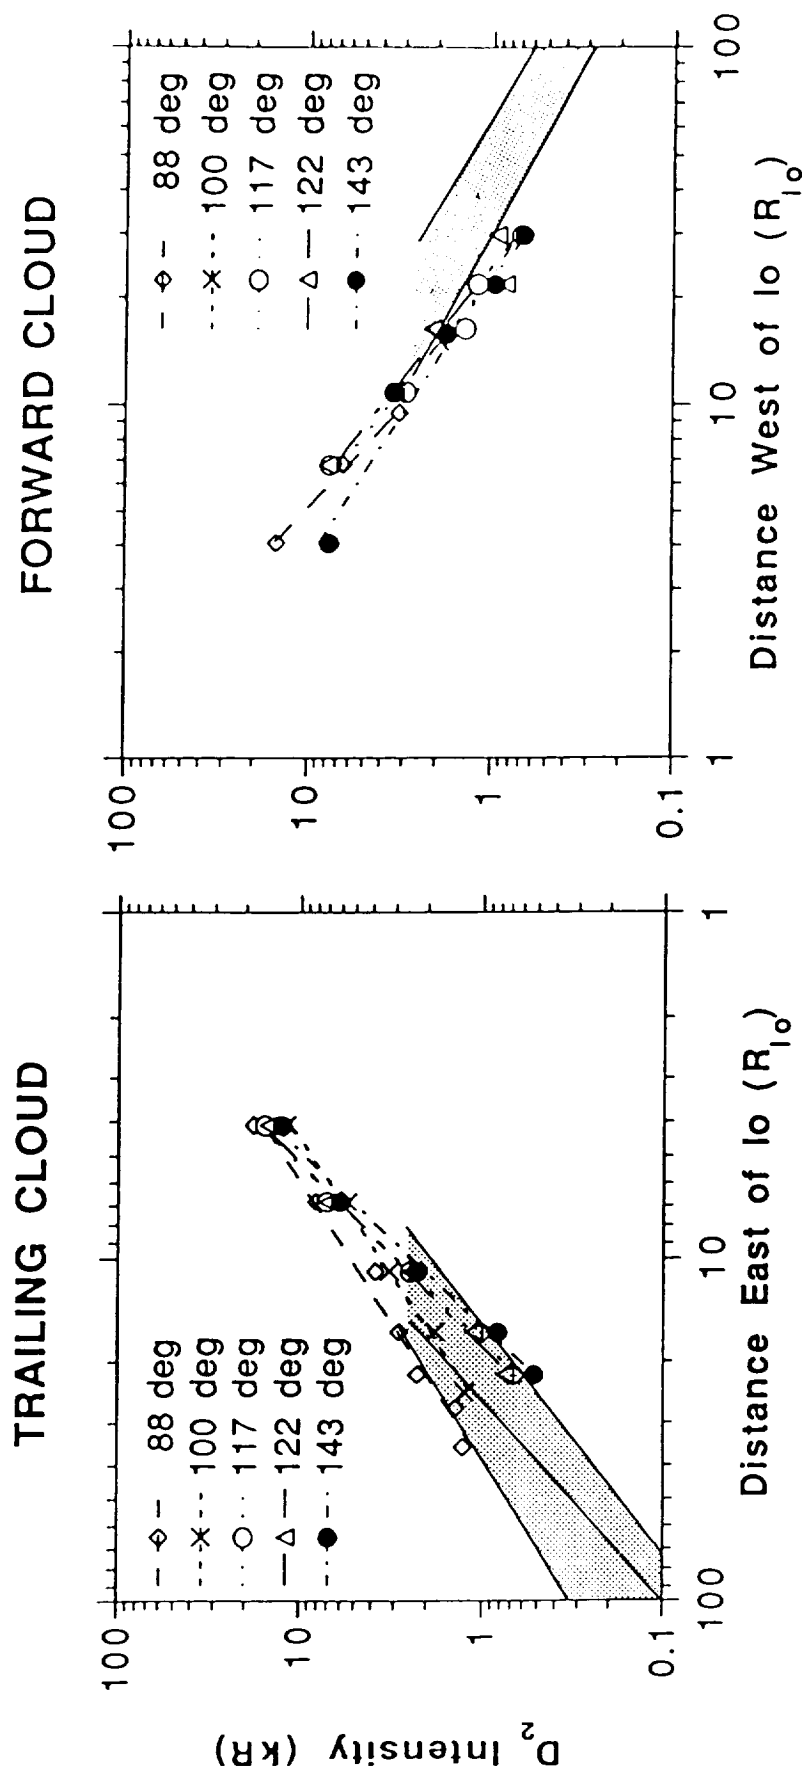 TRAILING CLOUD
88 deg
100 deg
117 deg
122 deg
143 deg
D2 Intensity (kR)
100
10
1
0.1
100
10
1
Distance East of Io (RIo)
FORWARD CLOUD
88 deg
100 deg
117 deg
122 deg
143 deg
100
10
1
0.1
1
10
100
Distance West of Io (RIo)